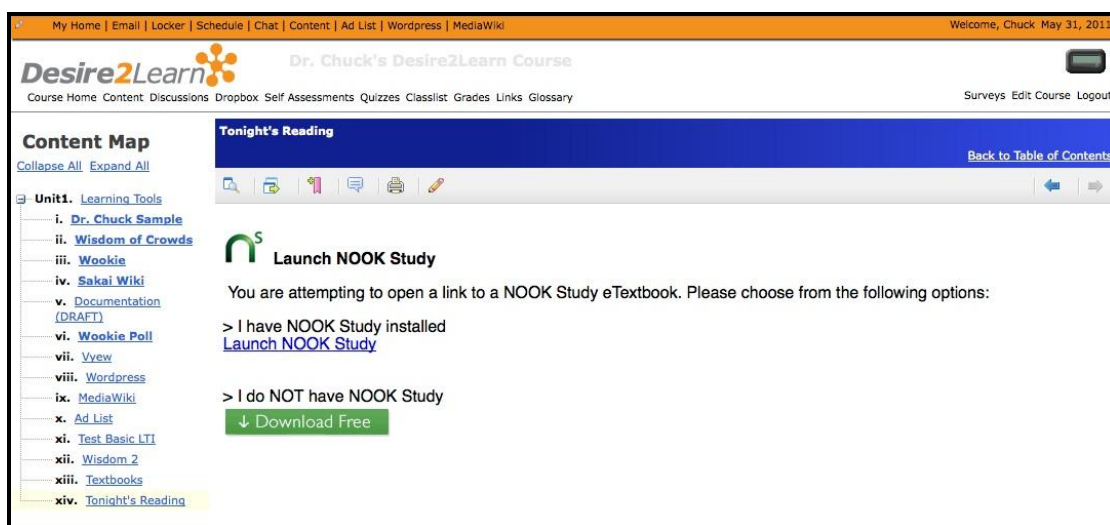 My Home | Email | Locker | Schedule | Chat | Content | Ad List | Wordpress | MediaWiki
Welcome, Chuck May 31, 2011
Desire2Learn
Dr. Chuck's Desire2Learn Course
Course Home Content Discussions Dropbox Self Assessments Quizzes Classlist Grades Links Glossary
Surveys Edit Course Logout
Content Map
Collapse All Expand All
Unit1. Learning Tools
i. Dr. Chuck Sample
ii. Wisdom of Crowds
iii. Wookie
iv. Sakai Wiki
v. Documentation
(DRAFT)
vi. Wookie Poll
vii. Vyew
viii. Wordpress
ix. MediaWiki
x. Ad List
xi. Test Basic LTI
xii. Wisdom 2
xiii. Textbooks
xiv. Tonight's Reading
Tonight's Reading
Back to Table of Contents
nS
Launch NOOK Study
You are attempting to open a link to a NOOK Study eTextbook. Please choose from the following options:
> I have NOOK Study installed
Launch NOOK Study
> I do NOT have NOOK Study
↓ Download Free